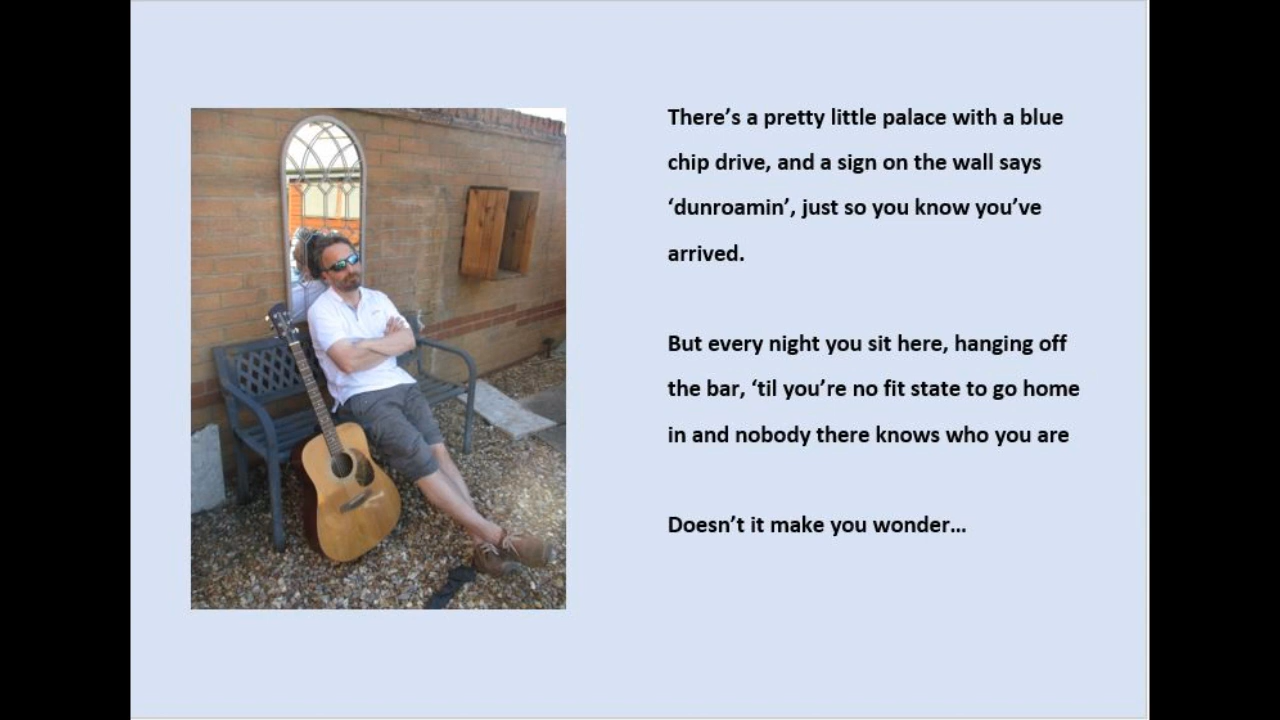 There’s a pretty little palace with a blue
chip drive, and a sign on the wall says
‘dunroamin’, just so you know you’ve
arrived.
But every night you sit here, hanging off
the bar, ‘til you’re no fit state to go home
in and nobody there knows who you are
Doesn’t it make you wonder…